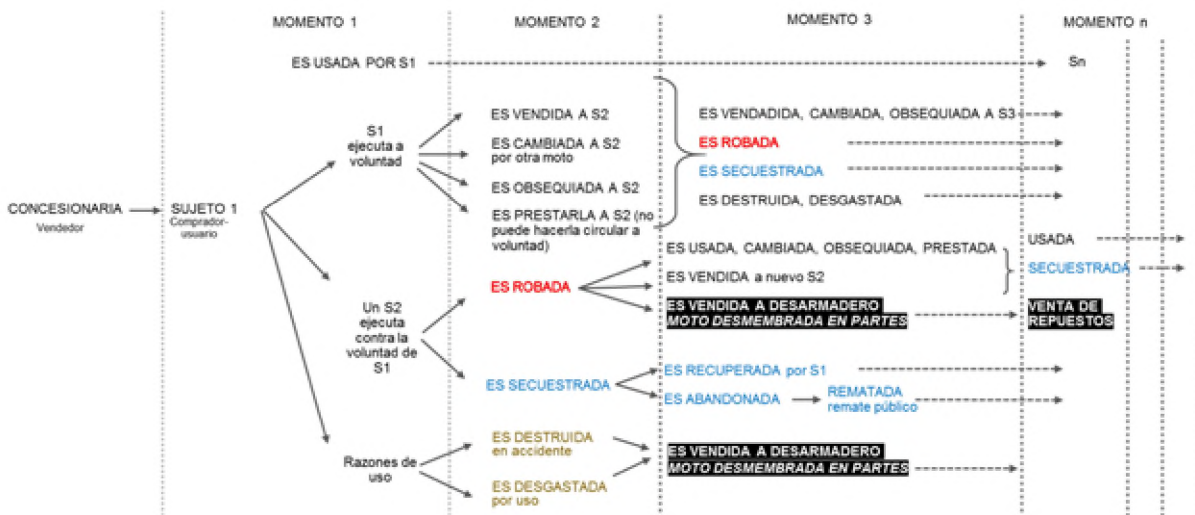 MOMENTO 1
MOMENTO 2
MOMENTO 3
MOMENTO n
ES USADA POR S1
Sn
S1
ejecuta a
voluntad
ES VENDIDA A S2
ES CAMBIADA A S2
por otra moto
ES OBSEQUIADA A S2
ES PRESTARLA A S2 (no
puede hacerla circular a
voluntad)
ES VENDADIDA, CAMBIADA, OBSEQUIADA A S3
ES ROBADA
ES SECUESTRADA
ES DESTRUIDA, DESGASTADA
CONCESIONARIA
Vendedor
SUJETO 1
Comprador-
usuario
Un S2
ejecuta
contra la
voluntad de
S1
ES ROBADA
ES USADA, CAMBIADA, OBSEQUIADA, PRESTADA
ES VENDIDA a nuevo S2
ES VENDIDA A DESARMADERO
MOTO DESMEMBRADA EN PARTES
USADA
SECUESTRADA
VENTA DE
REPUESTOS
ES SECUESTRADA
ES RECUPERADA por S1
ES ABANDONADA
REMATADA
remate público
Razones de
uso
ES DESTRUIDA
en accidente
ES DESGASTADA
por uso
ES VENDIDA A DESARMADERO
MOTO DESMEMBRADA EN PARTES